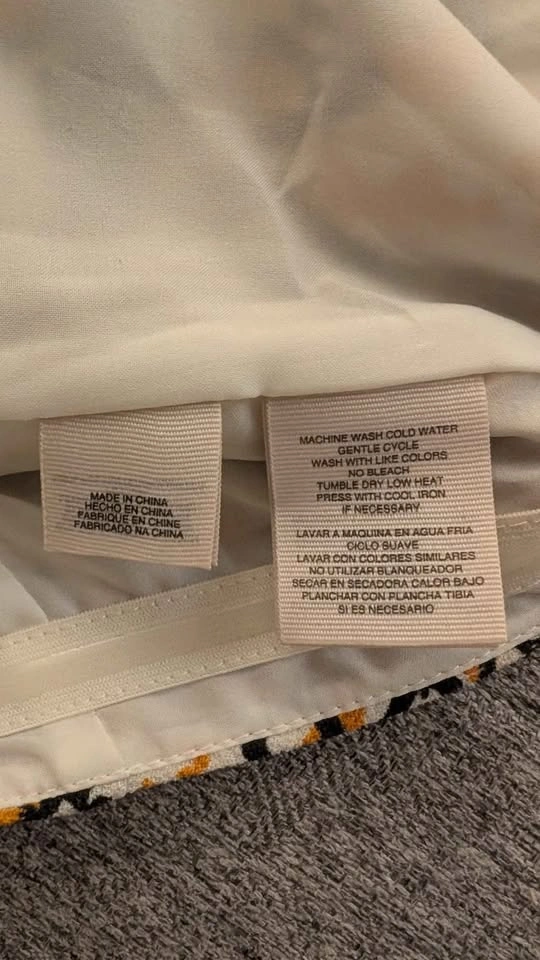 MADE IN CHINA
HECHO EN CHINA
FABRIQUE EN CHINE
FABRICADO NA CHINA
MACHINE WASH COLD WATER
GENTLE CYCLE
WASH WITH LIKE COLORS
NO BLEACH
TUMBLE DRY LOW HEAT
PRESS WITH COOL IRON
IF NECESSARY
LAVAR A MAQUINA EN AGUA FRIA
CICLO SUAVE
LAVAR CON COLORES SIMILARES
NO UTILIZAR BLANQUEADOR
SECAR EN SECADORA CALOR BAJO
PLANCHAR CON PLANCHA TIBIA
SI ES NECESARIO